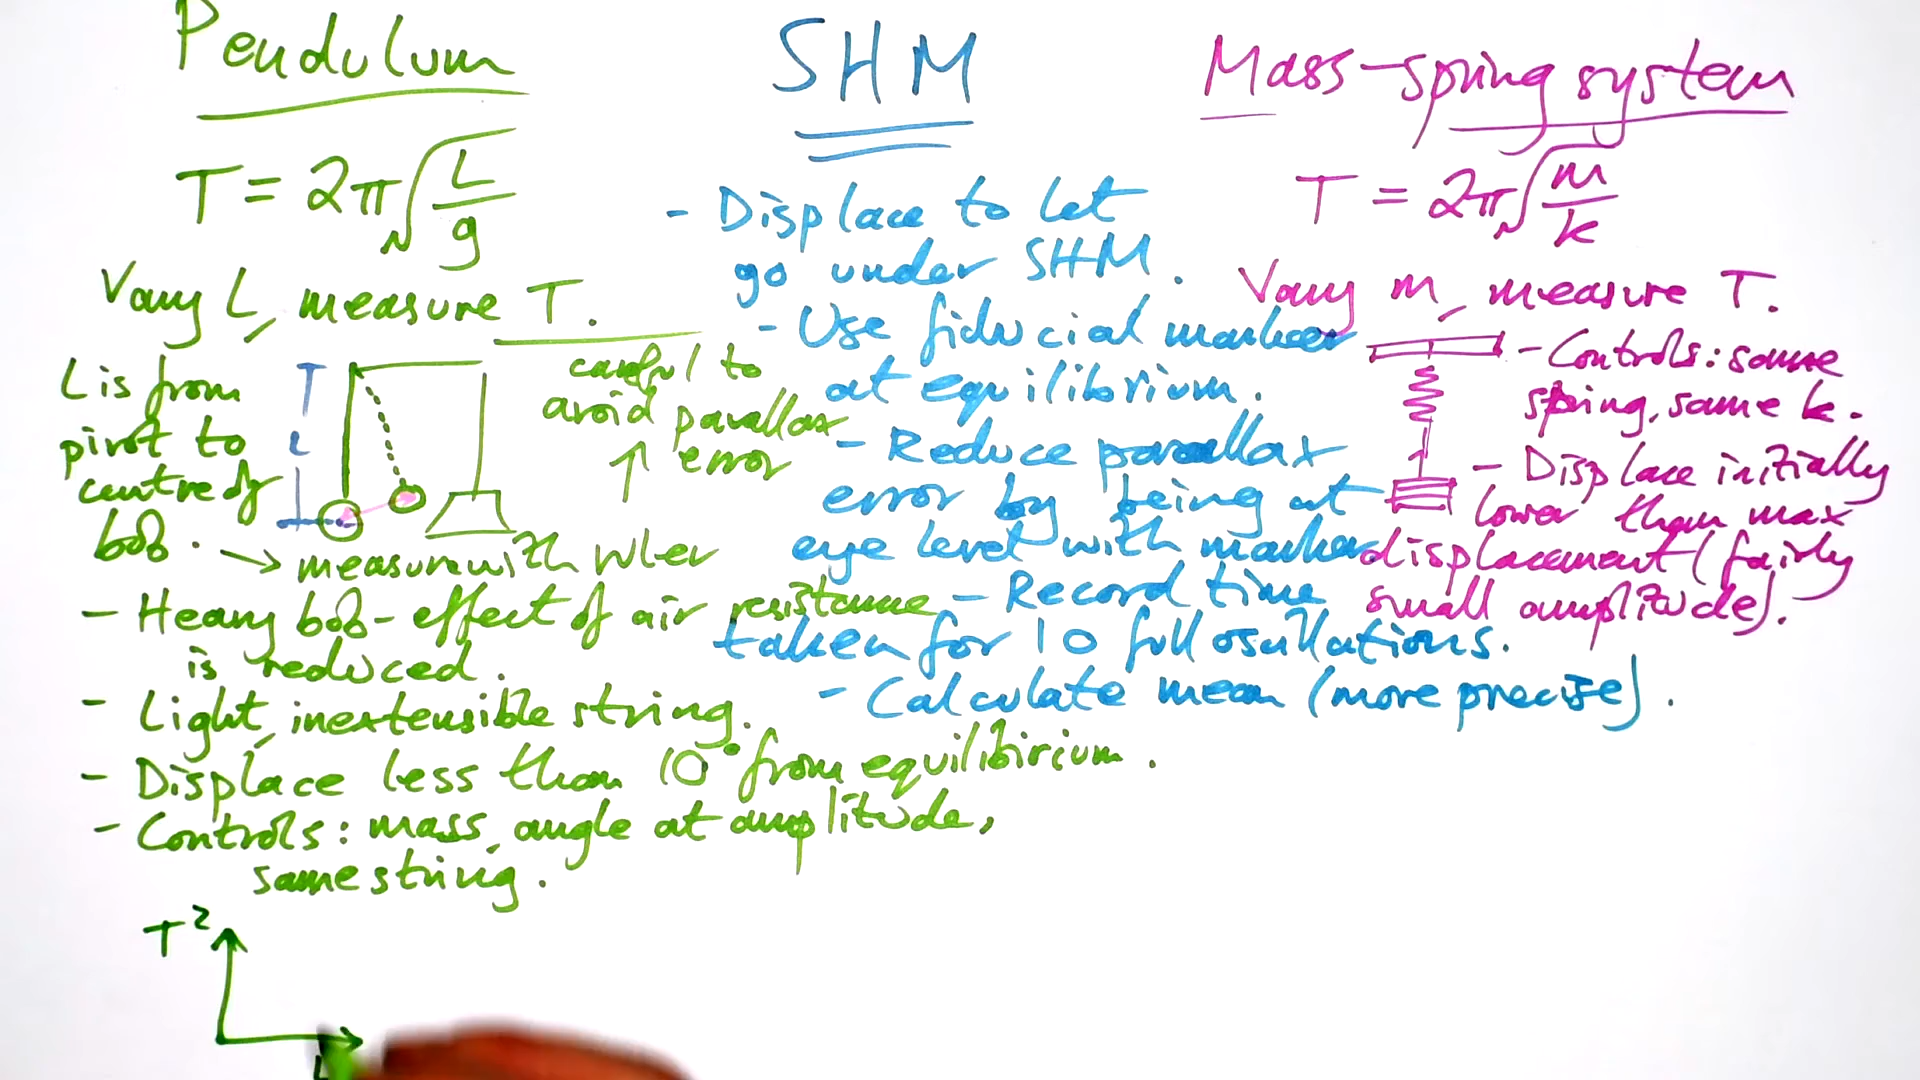 Pendulum
T = 2π√(L/g)
Vary L, measure T.
L is from
pivot to
centre of
bob.
L
careful to
avoid parallax
↑ error
→ measure with ruler
- Heavy bob - effect of air resistance
is reduced.
- Light, inextensible string.
- Displace less than 10° from equilibirium.
- Controls: mass, angle at amplitude,
same string.
T²
L
SHM
- Displace to let
go under SHM.
- Use fiducial marker
at equilibrium.
- Reduce parallax
error by being at
eye level with marker
- Record time
taken for 10 full oscillations.
- Calculate mean (more precise).
Mass-spring system
T = 2π√(m/k)
Vary m, measure T.
- Controls: same
spring, same k.
- Displace initially
lower than max
displacement (fairly
small amplitude).